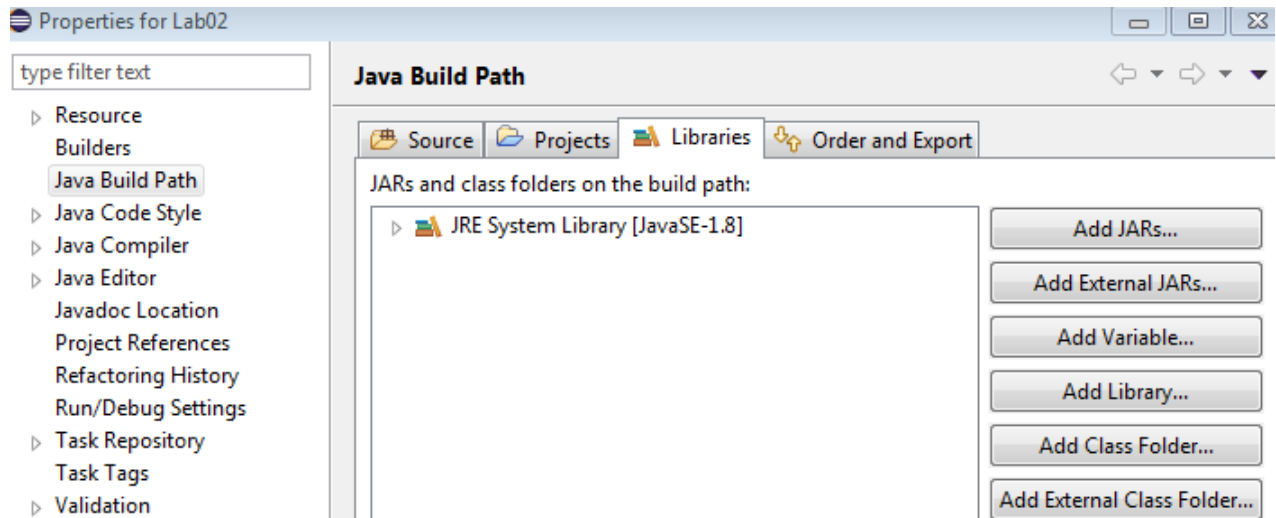 Properties for Lab02
type filter text
Resource
Builders
Java Build Path
Java Code Style
Java Compiler
Java Editor
Javadoc Location
Project References
Refactoring History
Run/Debug Settings
Task Repository
Task Tags
Validation
Java Build Path
Source Projects Libraries Order and Export
JARs and class folders on the build path:
JRE System Library [JavaSE-1.8]
Add JARs...
Add External JARs...
Add Variable...
Add Library...
Add Class Folder...
Add External Class Folder...